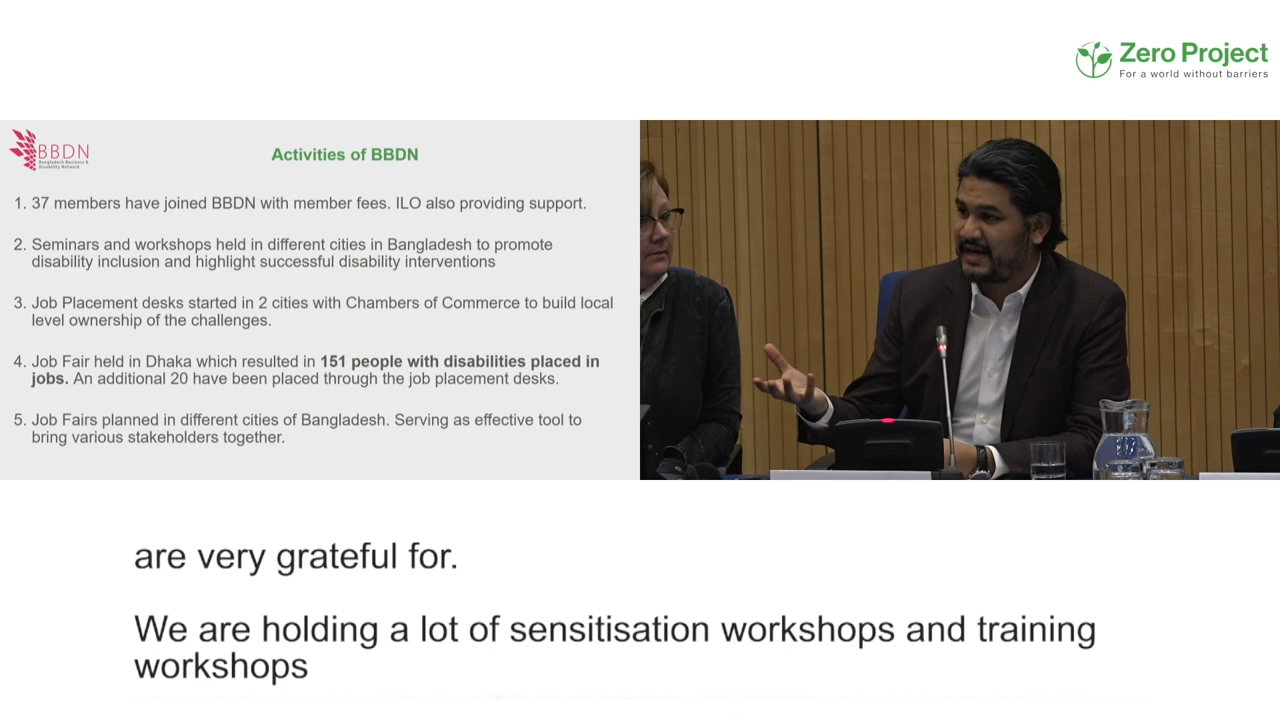 Zero Project
For a world without barriers
BBDN
Bangladesh Business &
Disability Network
Activities of BBDN
1. 37 members have joined BBDN with member fees. ILO also providing support.
2. Seminars and workshops held in different cities in Bangladesh to promote
disability inclusion and highlight successful disability interventions
3. Job Placement desks started in 2 cities with Chambers of Commerce to build local
level ownership of the challenges.
4. Job Fair held in Dhaka which resulted in 151 people with disabilities placed in
jobs. An additional 20 have been placed through the job placement desks.
5. Job Fairs planned in different cities of Bangladesh. Serving as effective tool to
bring various stakeholders together.
are very grateful for.
We are holding a lot of sensitisation workshops and training
workshops